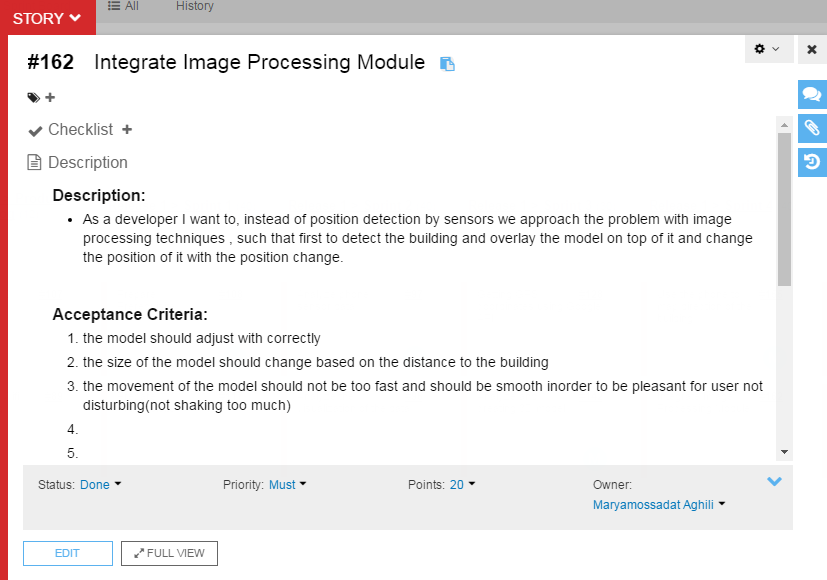 STORY
All
History
#162 Integrate Image Processing Module
Checklist
Description
Description:
As a developer I want to, instead of position detection by sensors we approach the problem with image
processing techniques , such that first to detect the building and overlay the model on top of it and change
the position of it with the position change.
Acceptance Criteria:
1. the model should adjust with correctly
2. the size of the model should change based on the distance to the building
3. the movement of the model should not be too fast and should be smooth inorder to be pleasant for user not
disturbing(not shaking too much)
4.
5.
Status: Done
Priority: Must
Points: 20
Owner:
Maryamossadat Aghili
EDIT
FULL VIEW